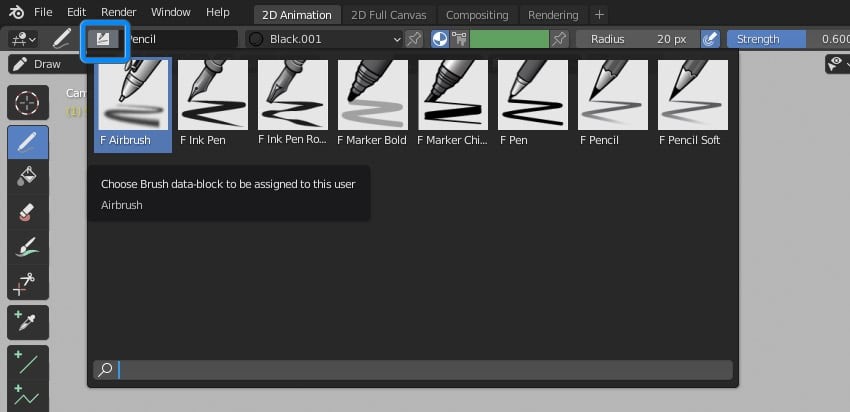 File Edit Render Window Help 2D Animation 2D Full Canvas Compositing Rendering +
encil Black.001 Radius 20 px Strength 0.600
Draw
Cam
(1)
F Airbrush F Ink Pen F Ink Pen Ro... F Marker Bold F Marker Chi... F Pen F Pencil F Pencil Soft
Choose Brush data-block to be assigned to this user
Airbrush